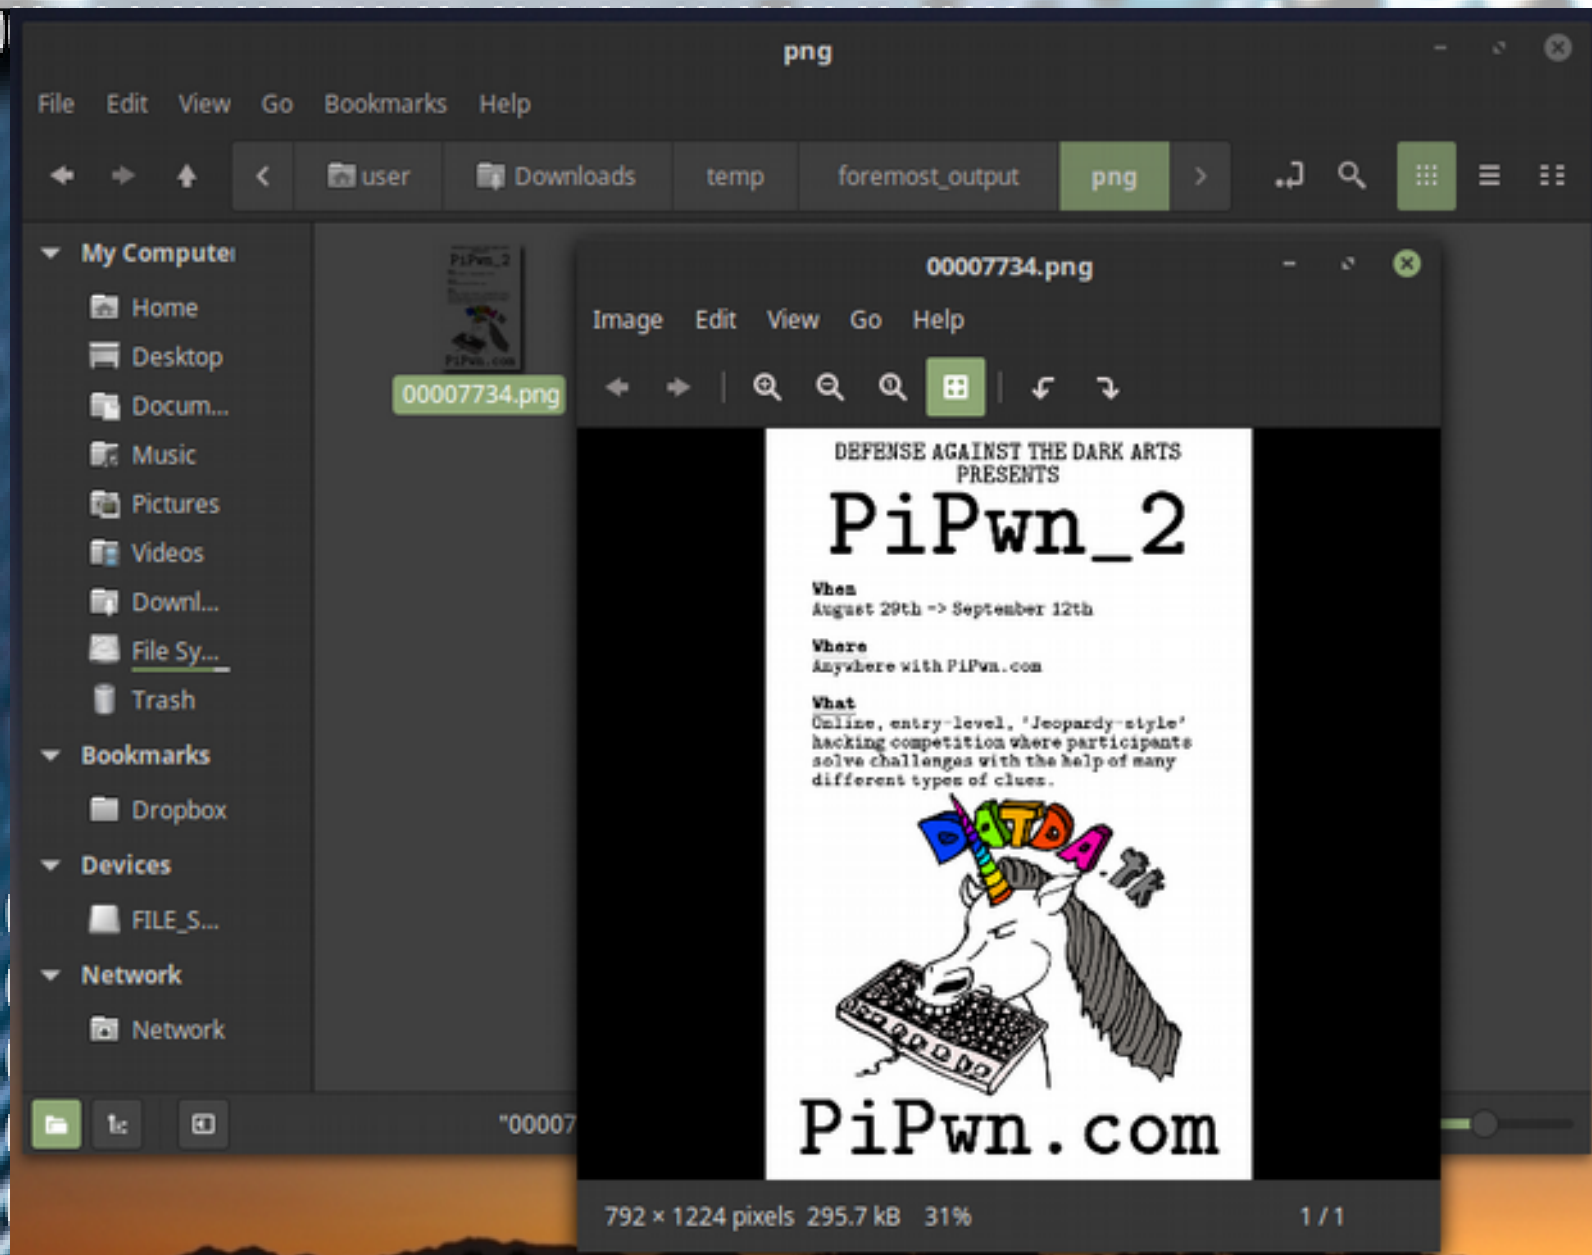 png
File Edit View Go Bookmarks Help
user Downloads temp foremost_output png
My Computer
Home
Desktop
Docum...
Music
Pictures
Videos
Downl...
File Sy...
Trash
Bookmarks
Dropbox
Devices
FILE_S...
Network
Network
PiPwn_2
PiPwn.com
00007734.png
"00007
00007734.png
Image Edit View Go Help
DEFENSE AGAINST THE DARK ARTS
PRESENTS
PiPwn_2
When
August 29th -> September 12th
Where
Anywhere with PiPwn.com
What
Online, entry-level, 'Jeopardy-style'
hacking competition where participants
solve challenges with the help of many
different types of clues.
DATDA.TK
PiPwn.com
792 × 1224 pixels 295.7 kB 31%
1 / 1